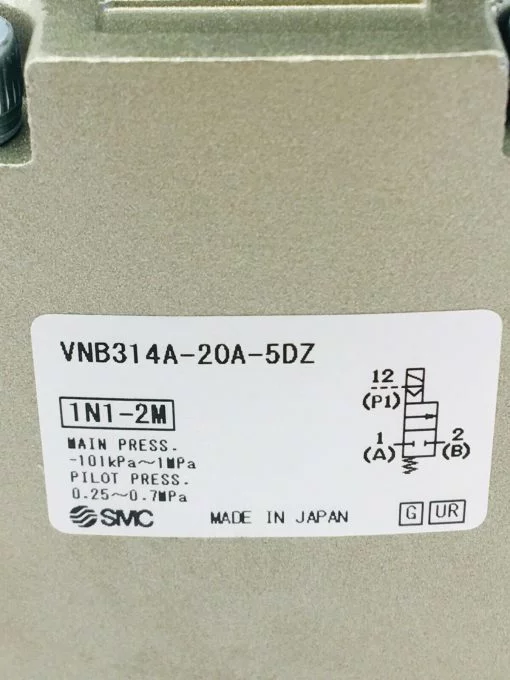 VNB314A-20A-5DZ
1N1-2M
MAIN PRESS.
-101kPa~1MPa
PILOT PRESS.
0.25~0.7MPa
SMC MADE IN JAPAN G UR
12
(P1)
1 2
(A) (B)